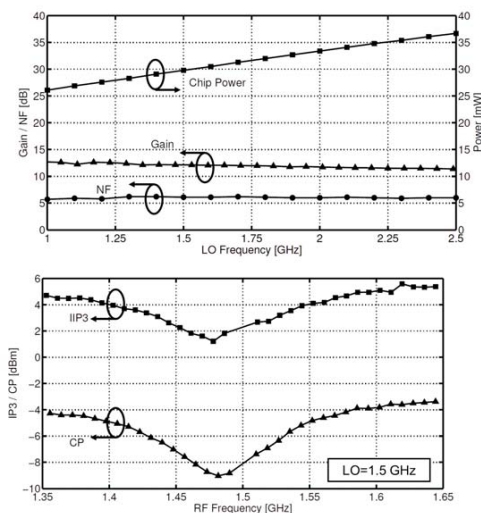 40
35
30
25
20
15
10
5
0
Gain / NF [dB]
40
35
30
25
20
15
10
5
0
Power [mW]
Chip Power
Gain
NF
1 1.25 1.5 1.75 2 2.25 2.5
LO Frequency [GHz]
6
4
2
0
−2
−4
−6
−8
−10
IP3 / CP [dBm]
IIP3
CP
LO=1.5 GHz
1.35 1.4 1.45 1.5 1.55 1.6 1.65
RF Frequency [GHz]